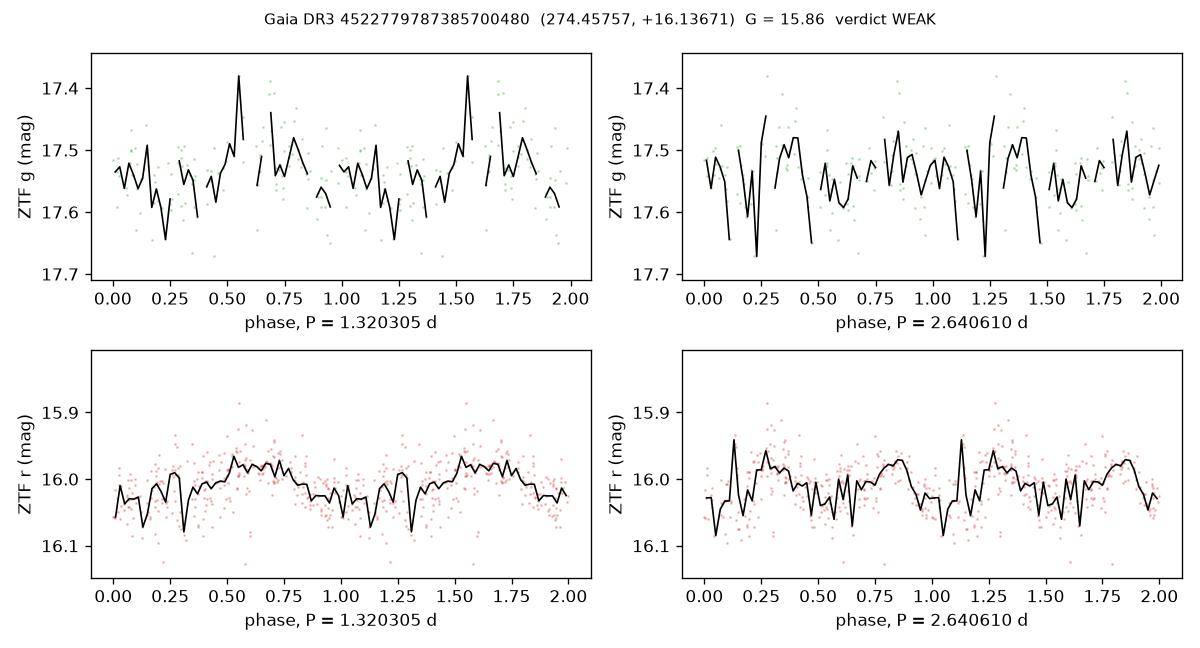 Gaia DR3 4522779787385700480  (274.45757, +16.13671)  G = 15.86  verdict WEAK
ZTF g (mag)
17.4
17.5
17.6
17.7
0.00 0.25 0.50 0.75 1.00 1.25 1.50 1.75 2.00
phase, P = 1.320305 d
ZTF g (mag)
17.4
17.5
17.6
17.7
0.00 0.25 0.50 0.75 1.00 1.25 1.50 1.75 2.00
phase, P = 2.640610 d
ZTF r (mag)
15.9
16.0
16.1
0.00 0.25 0.50 0.75 1.00 1.25 1.50 1.75 2.00
phase, P = 1.320305 d
ZTF r (mag)
15.9
16.0
16.1
0.00 0.25 0.50 0.75 1.00 1.25 1.50 1.75 2.00
phase, P = 2.640610 d